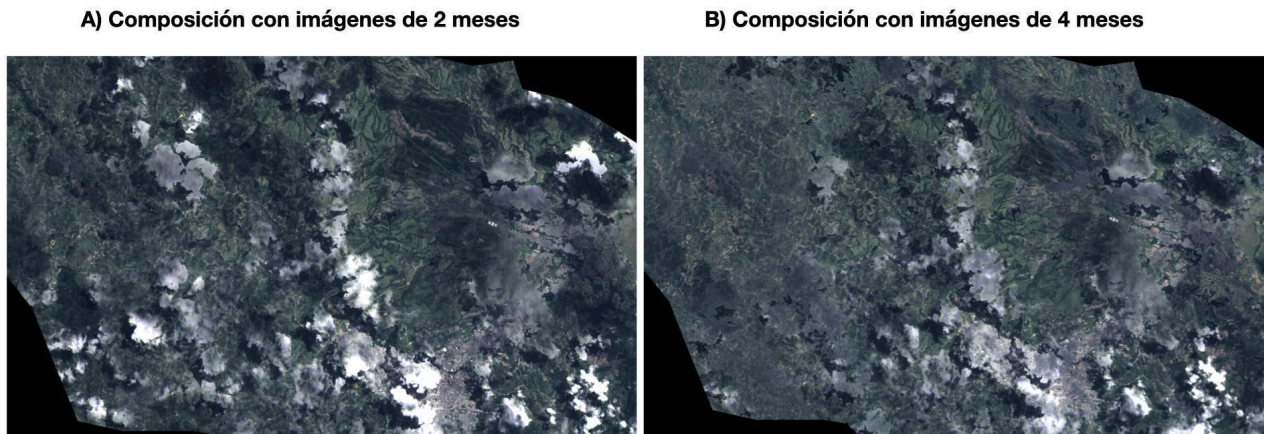 A) Composición con imágenes de 2 meses
B) Composición con imágenes de 4 meses